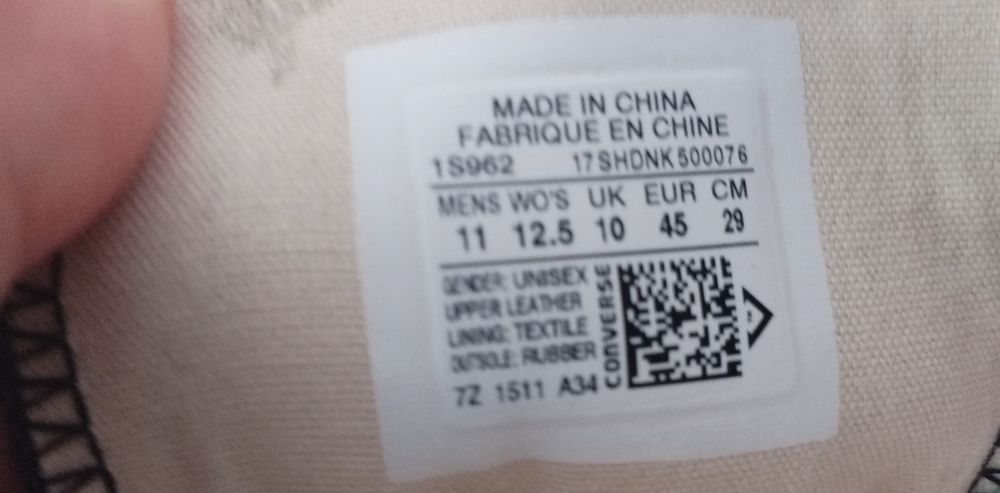 MADE IN CHINA
FABRIQUE EN CHINE
1S962 17SHDNK500076
MENS WO'S UK EUR CM
11 12.5 10 45 29
GENDER: UNISEX
UPPER LEATHER
LINING: TEXTILE
OUTSOLE: RUBBER
7Z 1511 A34
CONVERSE